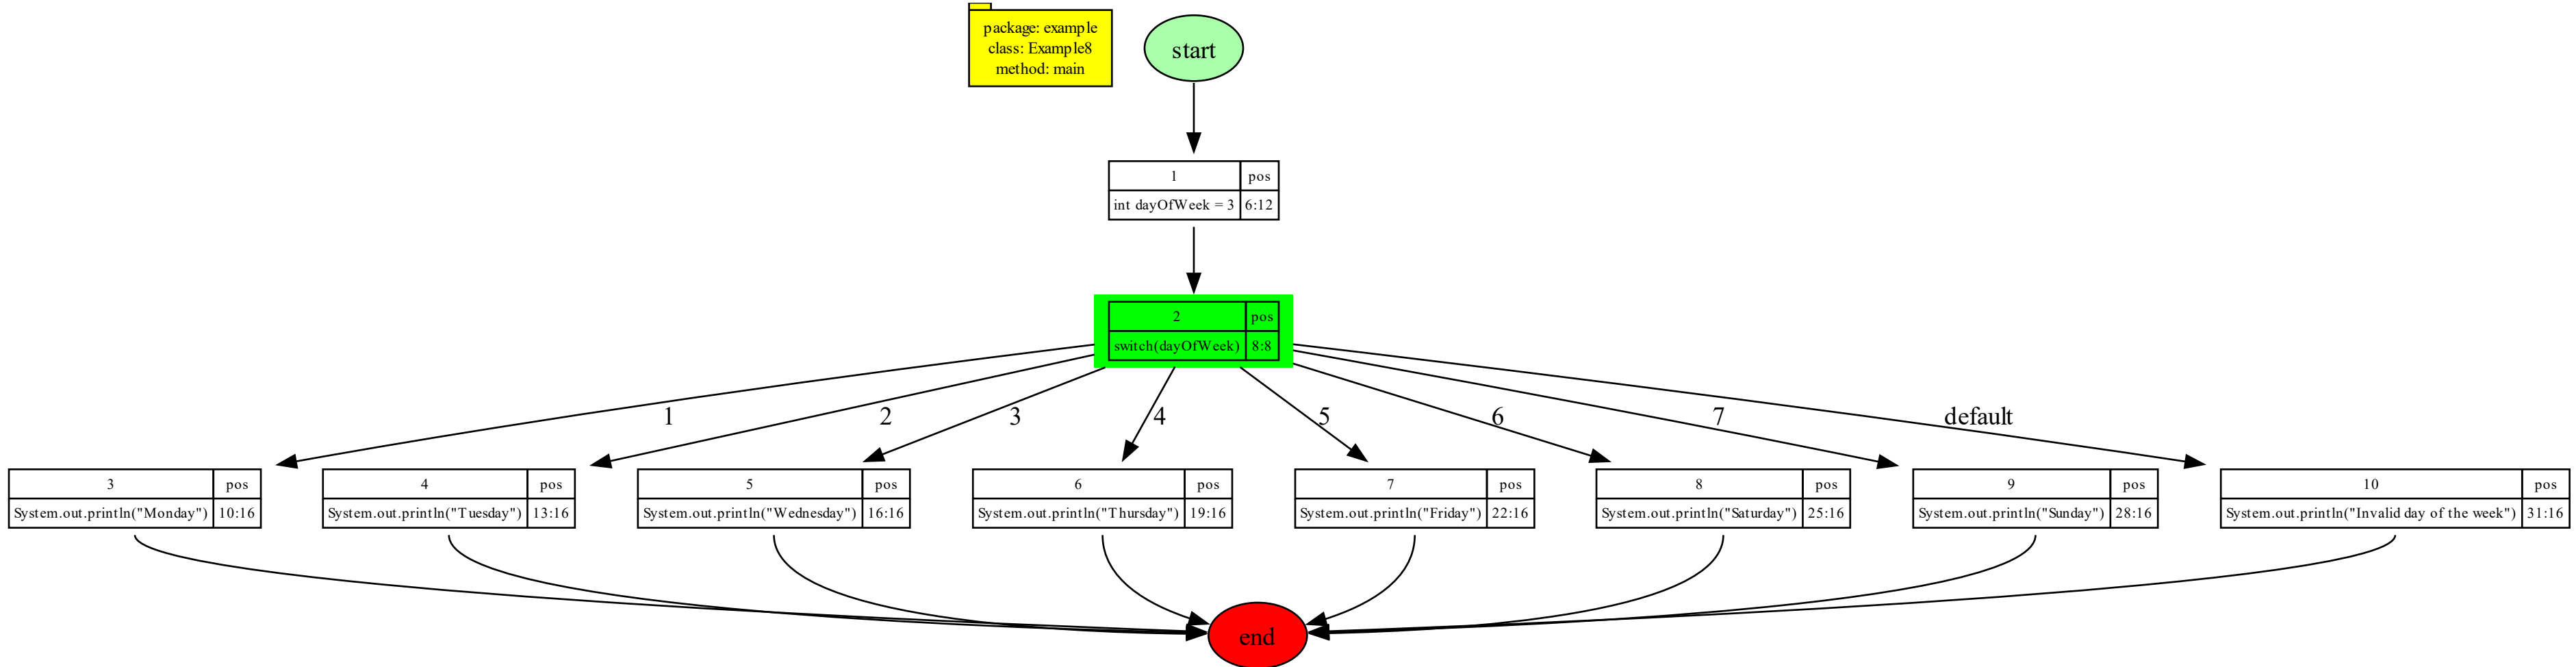 package: example
class: Example8
method: main
start
1 pos
int dayOfWeek = 3 6:12
2 pos
switch(dayOfWeek) 8:8
1 2 3 4 5 6 7 default
3 pos 4 pos 5 pos 6 pos 7 pos 8 pos 9 pos 10 pos
System.out.println("Monday") 10:16 System.out.println("Tuesday") 13:16 System.out.println("Wednesday") 16:16 System.out.println("Thursday") 19:16 System.out.println("Friday") 22:16 System.out.println("Saturday") 25:16 System.out.println("Sunday") 28:16 System.out.println("Invalid day of the week") 31:16
end